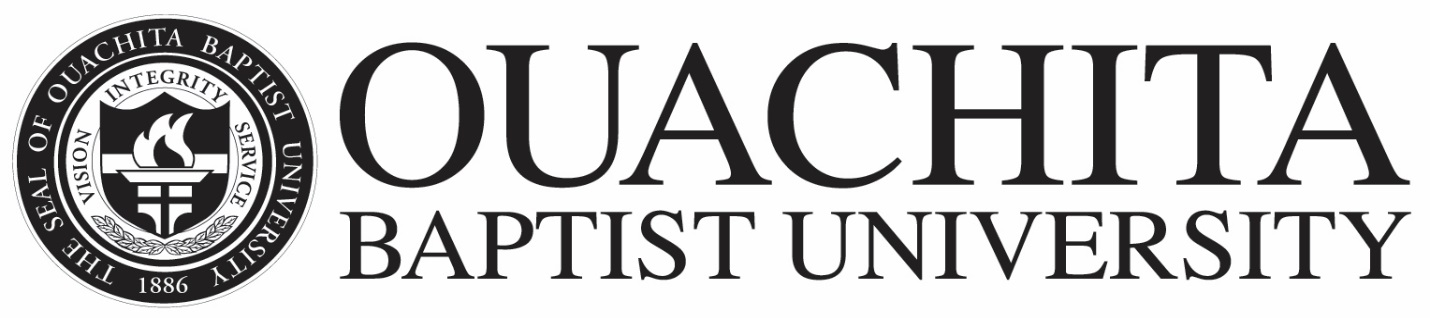 THE SEAL OF OUACHITA BAPTIST UNIVERSITY
VISION INTEGRITY SERVICE
1886
OUACHITA
BAPTIST UNIVERSITY